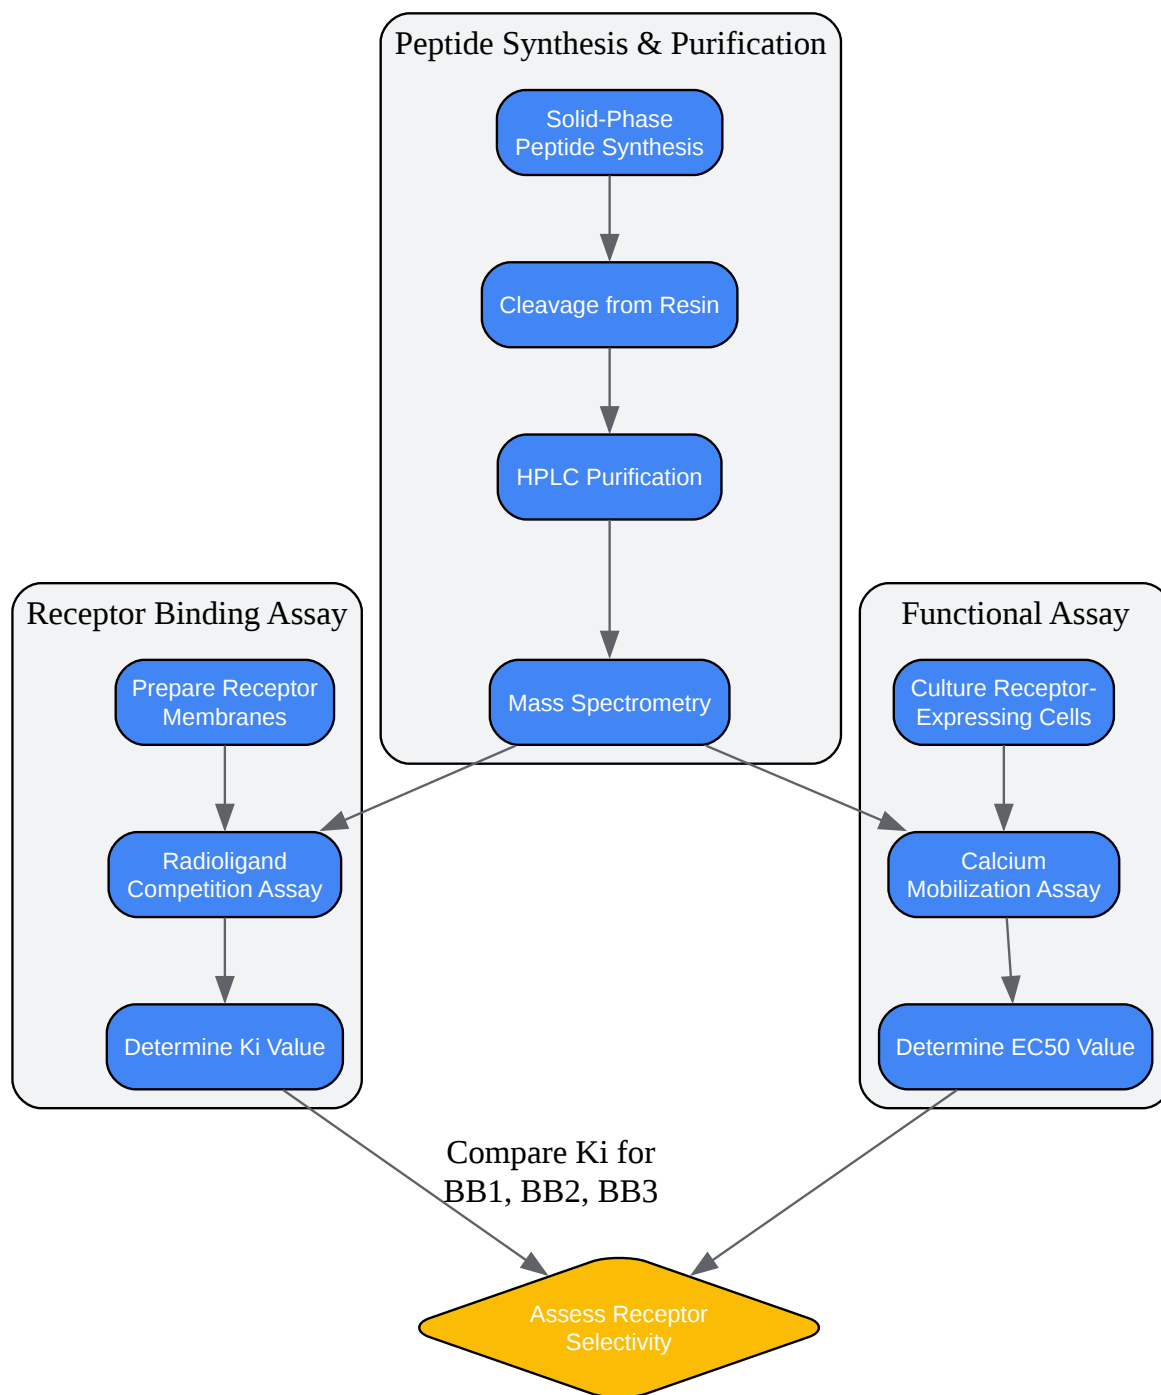 Peptide Synthesis & Purification
Solid-Phase
Peptide Synthesis
Cleavage from Resin
HPLC Purification
Mass Spectrometry
Receptor Binding Assay
Prepare Receptor
Membranes
Radioligand
Competition Assay
Determine Ki Value
Functional Assay
Culture Receptor-
Expressing Cells
Calcium
Mobilization Assay
Determine EC50 Value
Compare Ki for
BB1, BB2, BB3
Assess Receptor
Selectivity